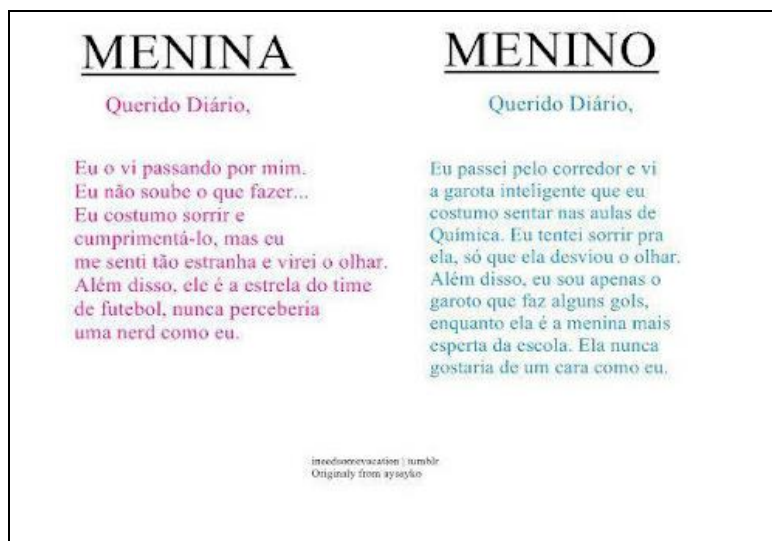 MENINA
Querido Diário,
Eu o vi passando por mim.
Eu não soube o que fazer...
Eu costumo sorrir e
cumprimentá-lo, mas eu
me senti tão estranha e virei o olhar.
Além disso, ele é a estrela do time
de futebol, nunca perceberia
uma nerd como eu.
MENINO
Querido Diário,
Eu passei pelo corredor e vi
a garota inteligente que eu
costumo sentar nas aulas de
Química. Eu tentei sorrir pra
ela, só que ela desviou o olhar.
Além disso, eu sou apenas o
garoto que faz alguns gols,
enquanto ela é a menina mais
esperta da escola. Ela nunca
gostaria de um cara como eu.
ineedsomevacation | tumblr
Originaly from ayseyko